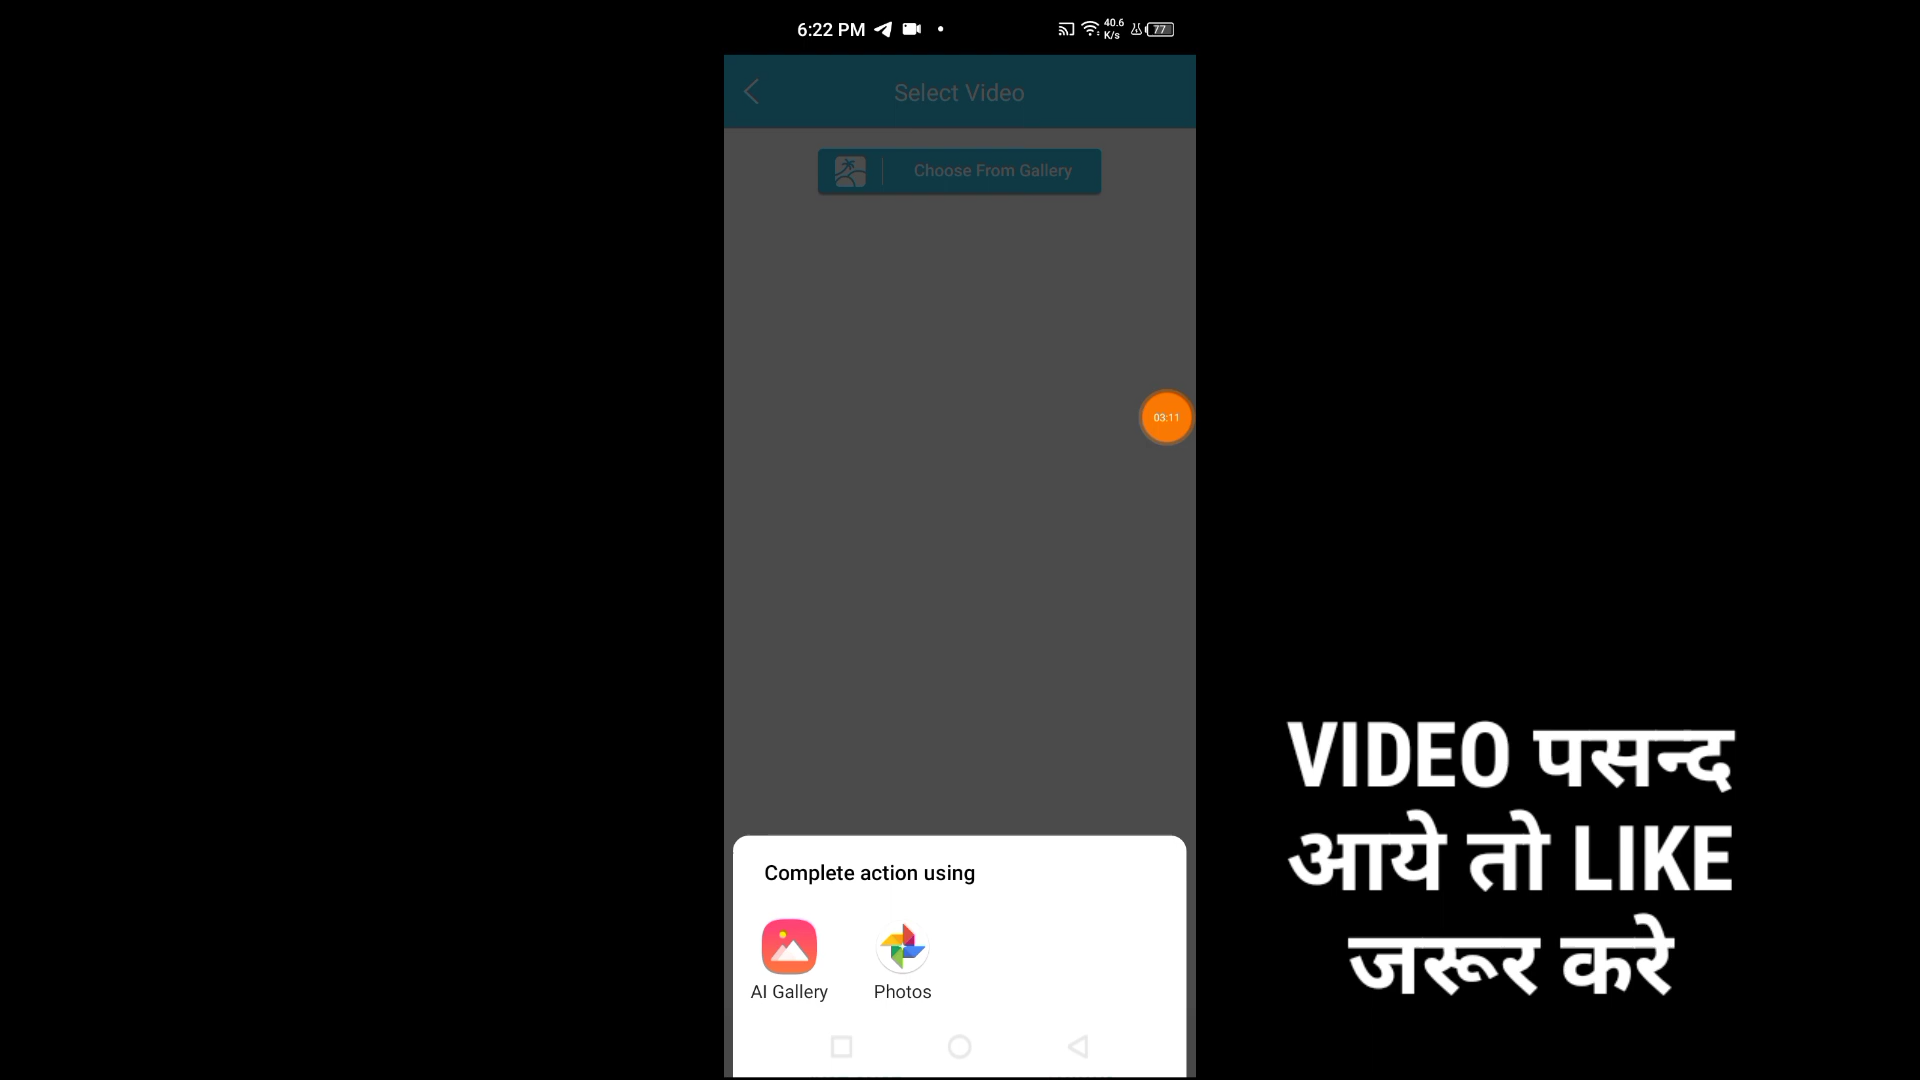 6:22 PM
40.6
K/s
77
Select Video
Choose From Gallery
03:11
Complete action using
AI Gallery
Photos
VIDEO पसन्द
आये तो LIKE
जरूर करे